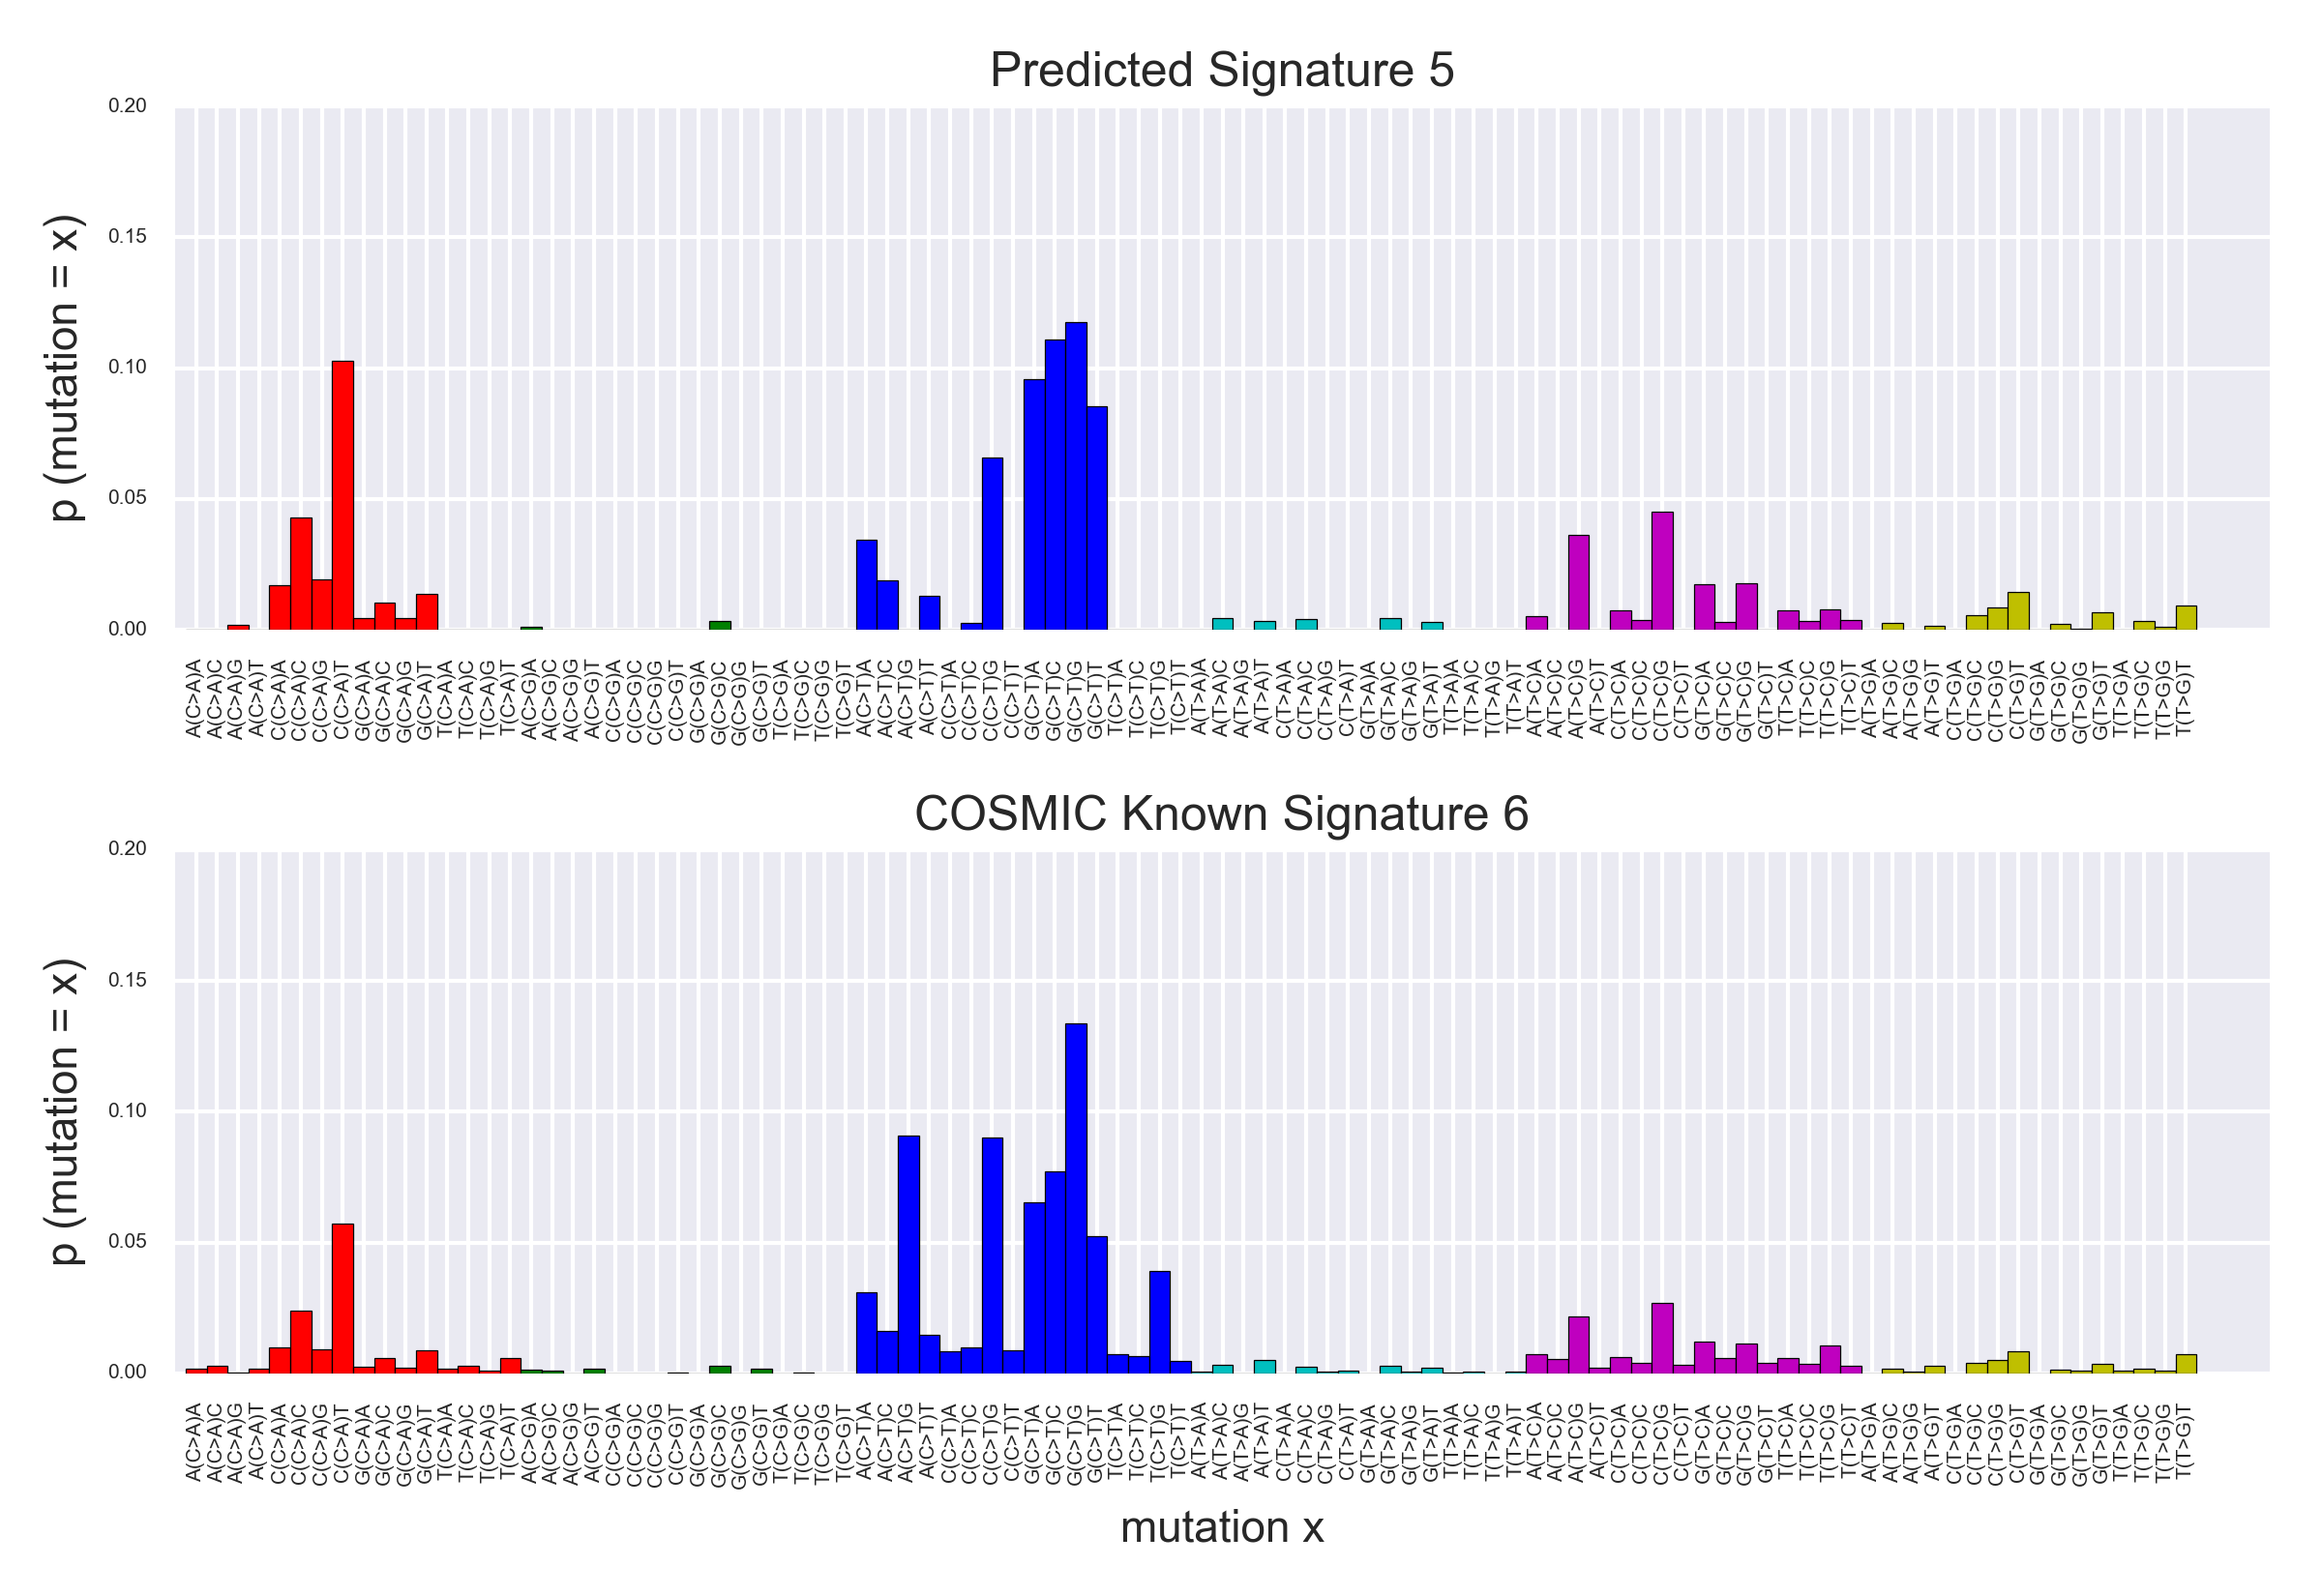 Predicted Signature 5
p (mutation = x)
0.20
0.15
0.10
0.05
0.00
A(C>A)A A(C>A)C A(C>A)G A(C>A)T C(C>A)A C(C>A)C C(C>A)G C(C>A)T G(C>A)A G(C>A)C G(C>A)G G(C>A)T T(C>A)A T(C>A)C T(C>A)G T(C>A)T A(C>G)A A(C>G)C A(C>G)G A(C>G)T C(C>G)A C(C>G)C C(C>G)G C(C>G)T G(C>G)A G(C>G)C G(C>G)G G(C>G)T T(C>G)A T(C>G)C T(C>G)G T(C>G)T A(C>T)A A(C>T)C A(C>T)G A(C>T)T C(C>T)A C(C>T)C C(C>T)G C(C>T)T G(C>T)A G(C>T)C G(C>T)G G(C>T)T T(C>T)A T(C>T)C T(C>T)G T(C>T)T A(T>A)A A(T>A)C A(T>A)G A(T>A)T C(T>A)A C(T>A)C C(T>A)G C(T>A)T G(T>A)A G(T>A)C G(T>A)G G(T>A)T T(T>A)A T(T>A)C T(T>A)G T(T>A)T A(T>C)A A(T>C)C A(T>C)G A(T>C)T C(T>C)A C(T>C)C C(T>C)G C(T>C)T G(T>C)A G(T>C)C G(T>C)G G(T>C)T T(T>C)A T(T>C)C T(T>C)G T(T>C)T A(T>G)A A(T>G)C A(T>G)G A(T>G)T C(T>G)A C(T>G)C C(T>G)G C(T>G)T G(T>G)A G(T>G)C G(T>G)G G(T>G)T T(T>G)A T(T>G)C T(T>G)G T(T>G)T
COSMIC Known Signature 6
p (mutation = x)
0.20
0.15
0.10
0.05
0.00
A(C>A)A A(C>A)C A(C>A)G A(C>A)T C(C>A)A C(C>A)C C(C>A)G C(C>A)T G(C>A)A G(C>A)C G(C>A)G G(C>A)T T(C>A)A T(C>A)C T(C>A)G T(C>A)T A(C>G)A A(C>G)C A(C>G)G A(C>G)T C(C>G)A C(C>G)C C(C>G)G C(C>G)T G(C>G)A G(C>G)C G(C>G)G G(C>G)T T(C>G)A T(C>G)C T(C>G)G T(C>G)T A(C>T)A A(C>T)C A(C>T)G A(C>T)T C(C>T)A C(C>T)C C(C>T)G C(C>T)T G(C>T)A G(C>T)C G(C>T)G G(C>T)T T(C>T)A T(C>T)C T(C>T)G T(C>T)T A(T>A)A A(T>A)C A(T>A)G A(T>A)T C(T>A)A C(T>A)C C(T>A)G C(T>A)T G(T>A)A G(T>A)C G(T>A)G G(T>A)T T(T>A)A T(T>A)C T(T>A)G T(T>A)T A(T>C)A A(T>C)C A(T>C)G A(T>C)T C(T>C)A C(T>C)C C(T>C)G C(T>C)T G(T>C)A G(T>C)C G(T>C)G G(T>C)T T(T>C)A T(T>C)C T(T>C)G T(T>C)T A(T>G)A A(T>G)C A(T>G)G A(T>G)T C(T>G)A C(T>G)C C(T>G)G C(T>G)T G(T>G)A G(T>G)C G(T>G)G G(T>G)T T(T>G)A T(T>G)C T(T>G)G T(T>G)T
mutation x